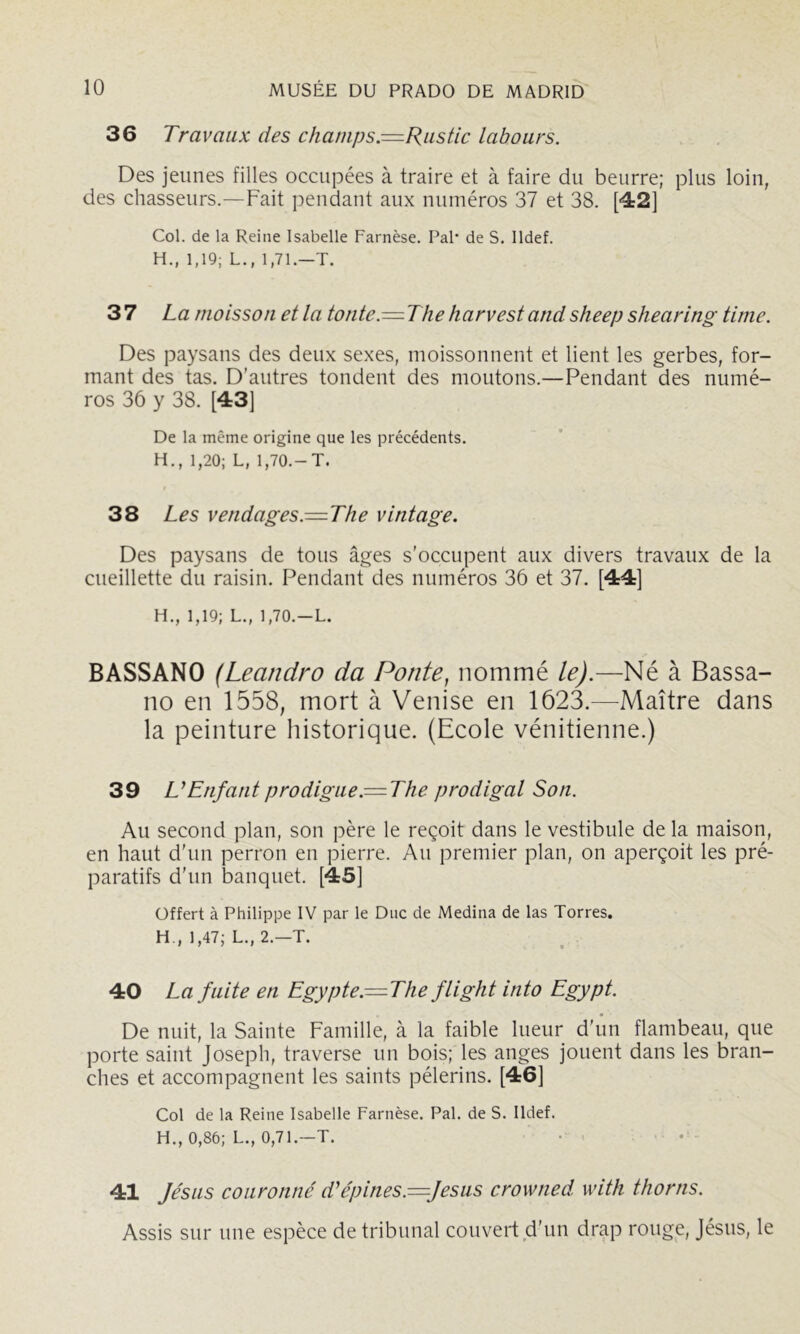 10 MUSÉE DU PRADO DE MADRID
36 Travaux des champs.=Rustic labours.
Des jeunes filles occupées à traire et à faire du beurre; plus loin,
des chasseurs.—Fait pendant aux numéros 37 et 38. [42]
Col. de la Reine Isabelle Farnèse. Pal· de S. Ildef.
H., 1,19; L., 1,71.—T.
37 La moisson et la tonte.=The harvest and sheep shearing time.
Des paysans des deux sexes, moissonnent et lient les gerbes, for-
mant des tas. D'autres tondent des moutons.—Pendant des numé-
ros 36 y 38. [43]
De la même origine que les précédents.
H., 1,20; L, 1,70.—T.
38 Les vendages.=The vintage.
Des paysans de tous âges s'occupent aux divers travaux de la
cueillette du raisin. Pendant des numéros 36 et 37. [44]
H., 1,19; L., 1,70.—L.
BASSANO (Leandro da Ponte, nommé le).—Né à Bassa-
no en 1558, mort à Venise en 1623.—Maître dans
la peinture historique. (Ecole vénitienne.)
39 L'Enfant prodigue.=The prodigal Son.
Au second plan, son père le reçoit dans le vestibule de la maison,
en haut d'un perron en pierre. Au premier plan, on aperçoit les pré-
paratifs d'un banquet. [45]
Offert à Philippe IV par le Duc de Medina de las Torres.
H., 1,47; L., 2.—T.
40 La fuite en Egypte.=The flight into Egypt.
De nuit, la Sainte Famille, à la faible lueur d'un flambeau, que
porte saint Joseph, traverse un bois; les anges jouent dans les bran-
ches et accompagnent les saints pélerins. [46]
Col de la Reine Isabelle Farnèse. Pal. de S. Ildef.
H., 0,86; L., 0,71.—T.
41 Jésus couronné d'épines.=Jesus crowned with thorns.
Assis sur une espèce de tribunal couvert d'un drap rouge, Jésus, le